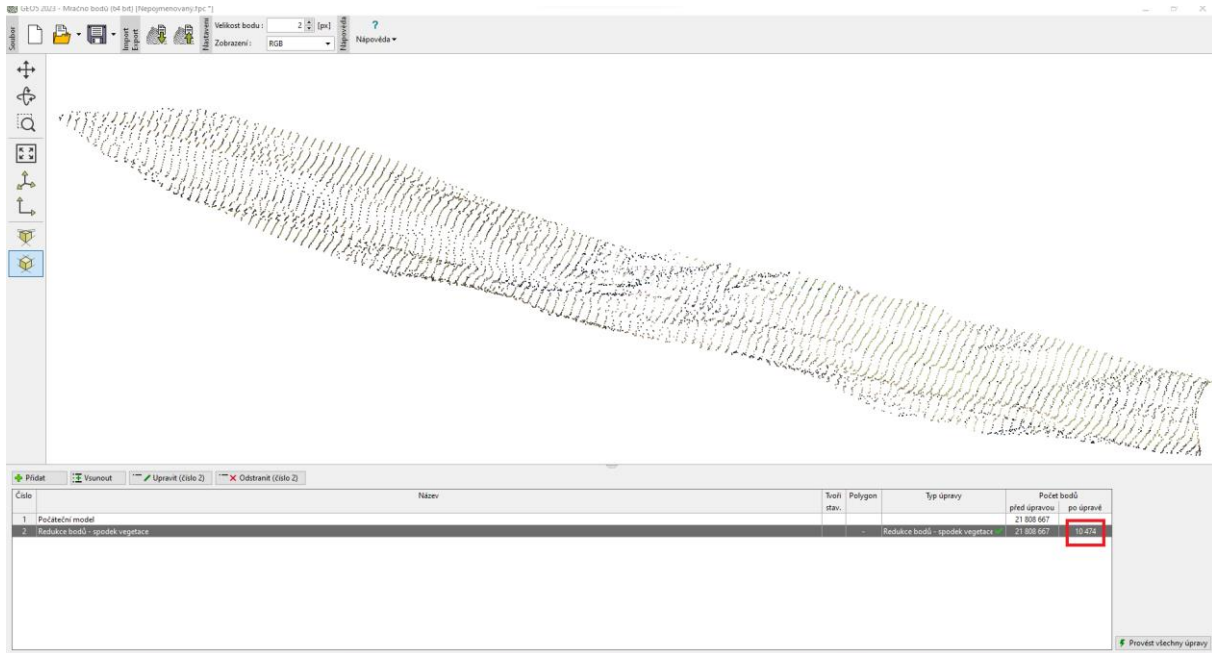 GEO5 2023 - Mračno bodů (64 bit) [Nepojmenovaný.fpc *]
Soubor
Import
Export
Nastavení
Velikost bodu : 2 [px]
Zobrazení : RGB
Nápověda
?
Nápověda
Přidat Vsunout Upravit (číslo 2) Odstranit (číslo 2)
Číslo Název Tvoří stav. Polygon Typ úpravy Počet bodů
před úpravou po úpravě
1 Počáteční model 21 808 667
2 Redukce bodů - spodek vegetace - Redukce bodů - spodek vegetace 21 808 667 10 474
Provést všechny úpravy